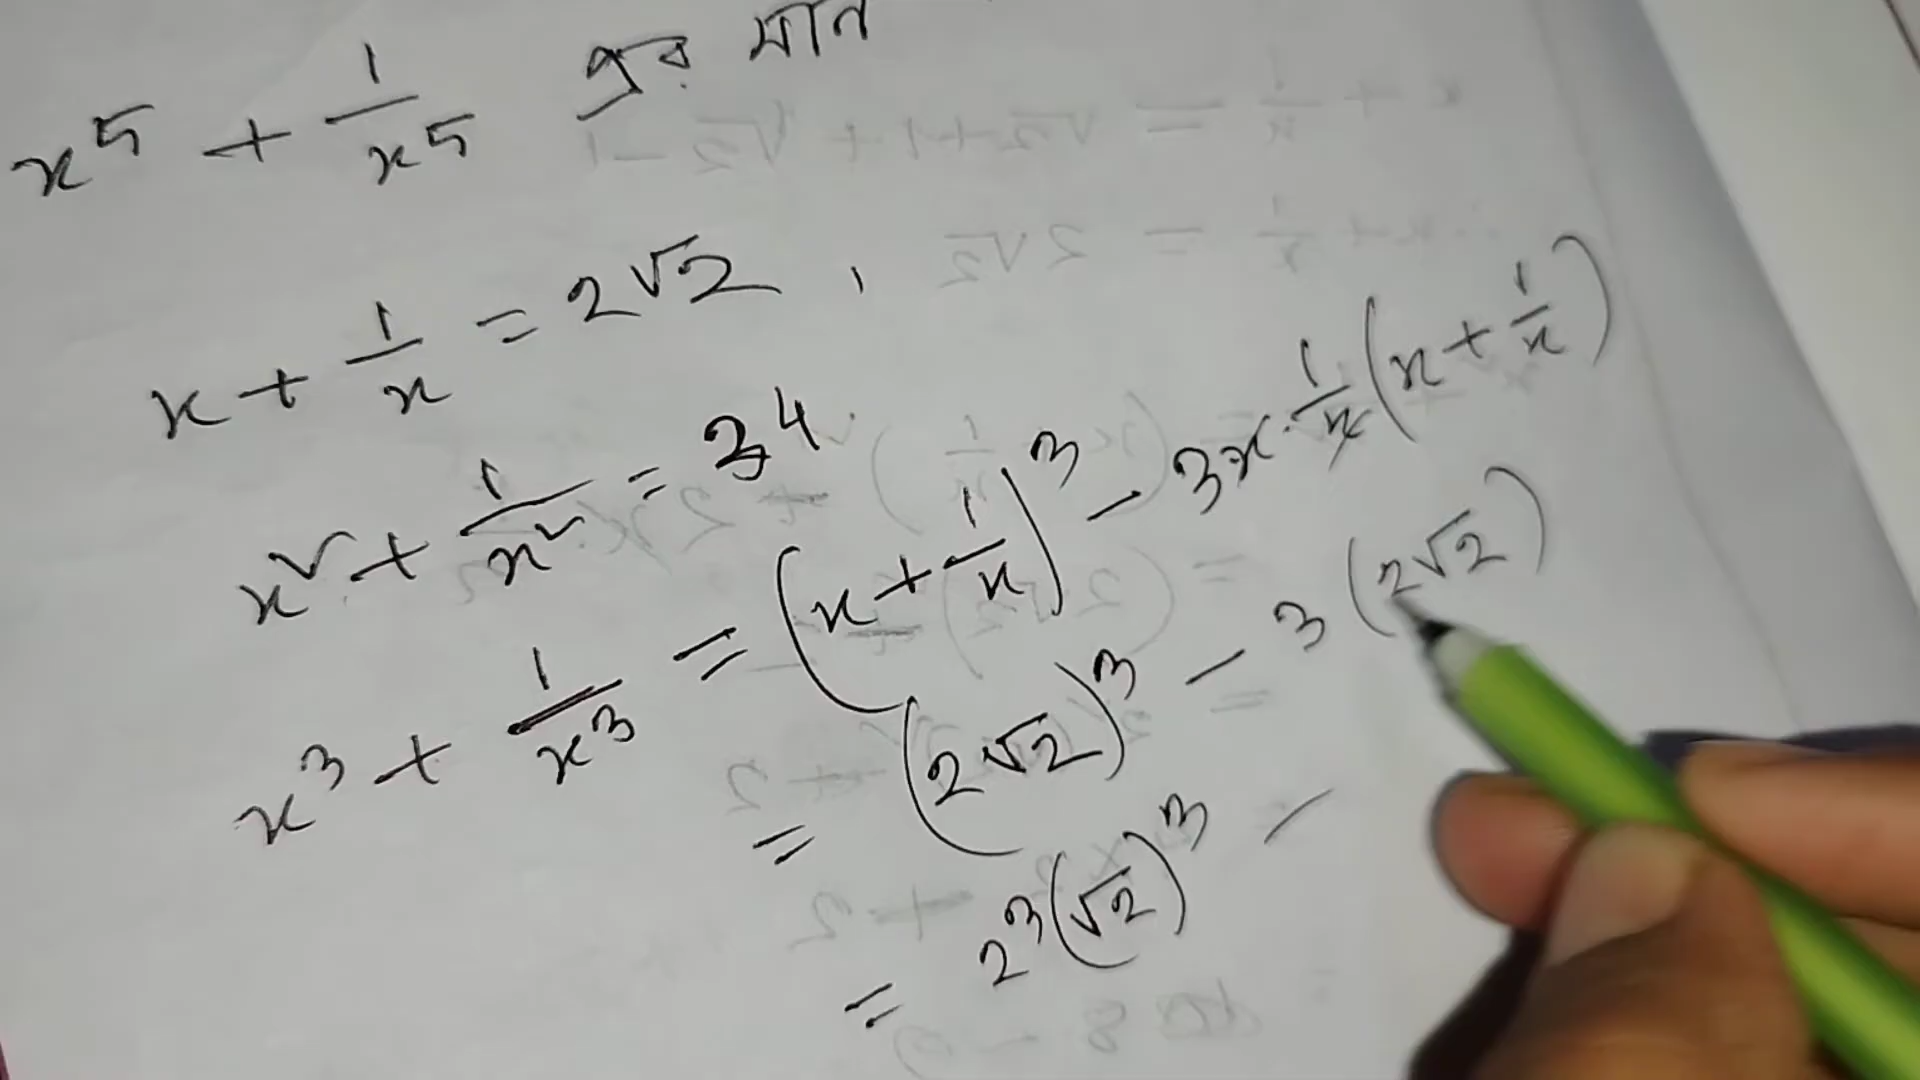 x⁵ + 1/x⁵ এর মান
x + 1/x = 2√2,
x² + 1/x² = 34
x³ + 1/x³ = (x + 1/x)³ - 3x·1/x(x + 1/x)
= (2√2)³ - 3(2√2)
= 2³(√2)³ -